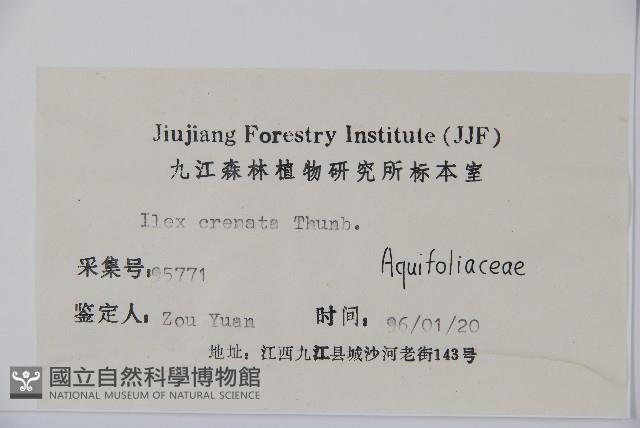 Jiujiang Forestry Institute (JJF)
九江森林植物研究所标本室
Ilex crenata Thunb.
采集号:95771
Aquifoliaceae
鉴定人: Zou Yuan 时间: 96/01/20
地址: 江西九江县城沙河老街143号
國立自然科學博物館
NATIONAL MUSEUM OF NATURAL SCIENCE